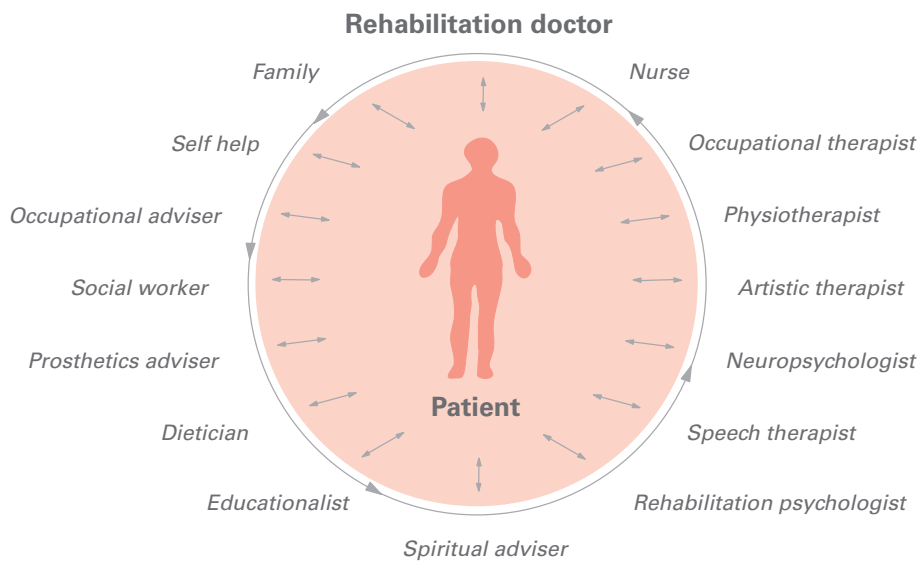 Rehabilitation doctor
Family
Nurse
Self help
Occupational therapist
Occupational adviser
Physiotherapist
Social worker
Artistic therapist
Prosthetics adviser
Neuropsychologist
Patient
Dietician
Speech therapist
Educationalist
Rehabilitation psychologist
Spiritual adviser